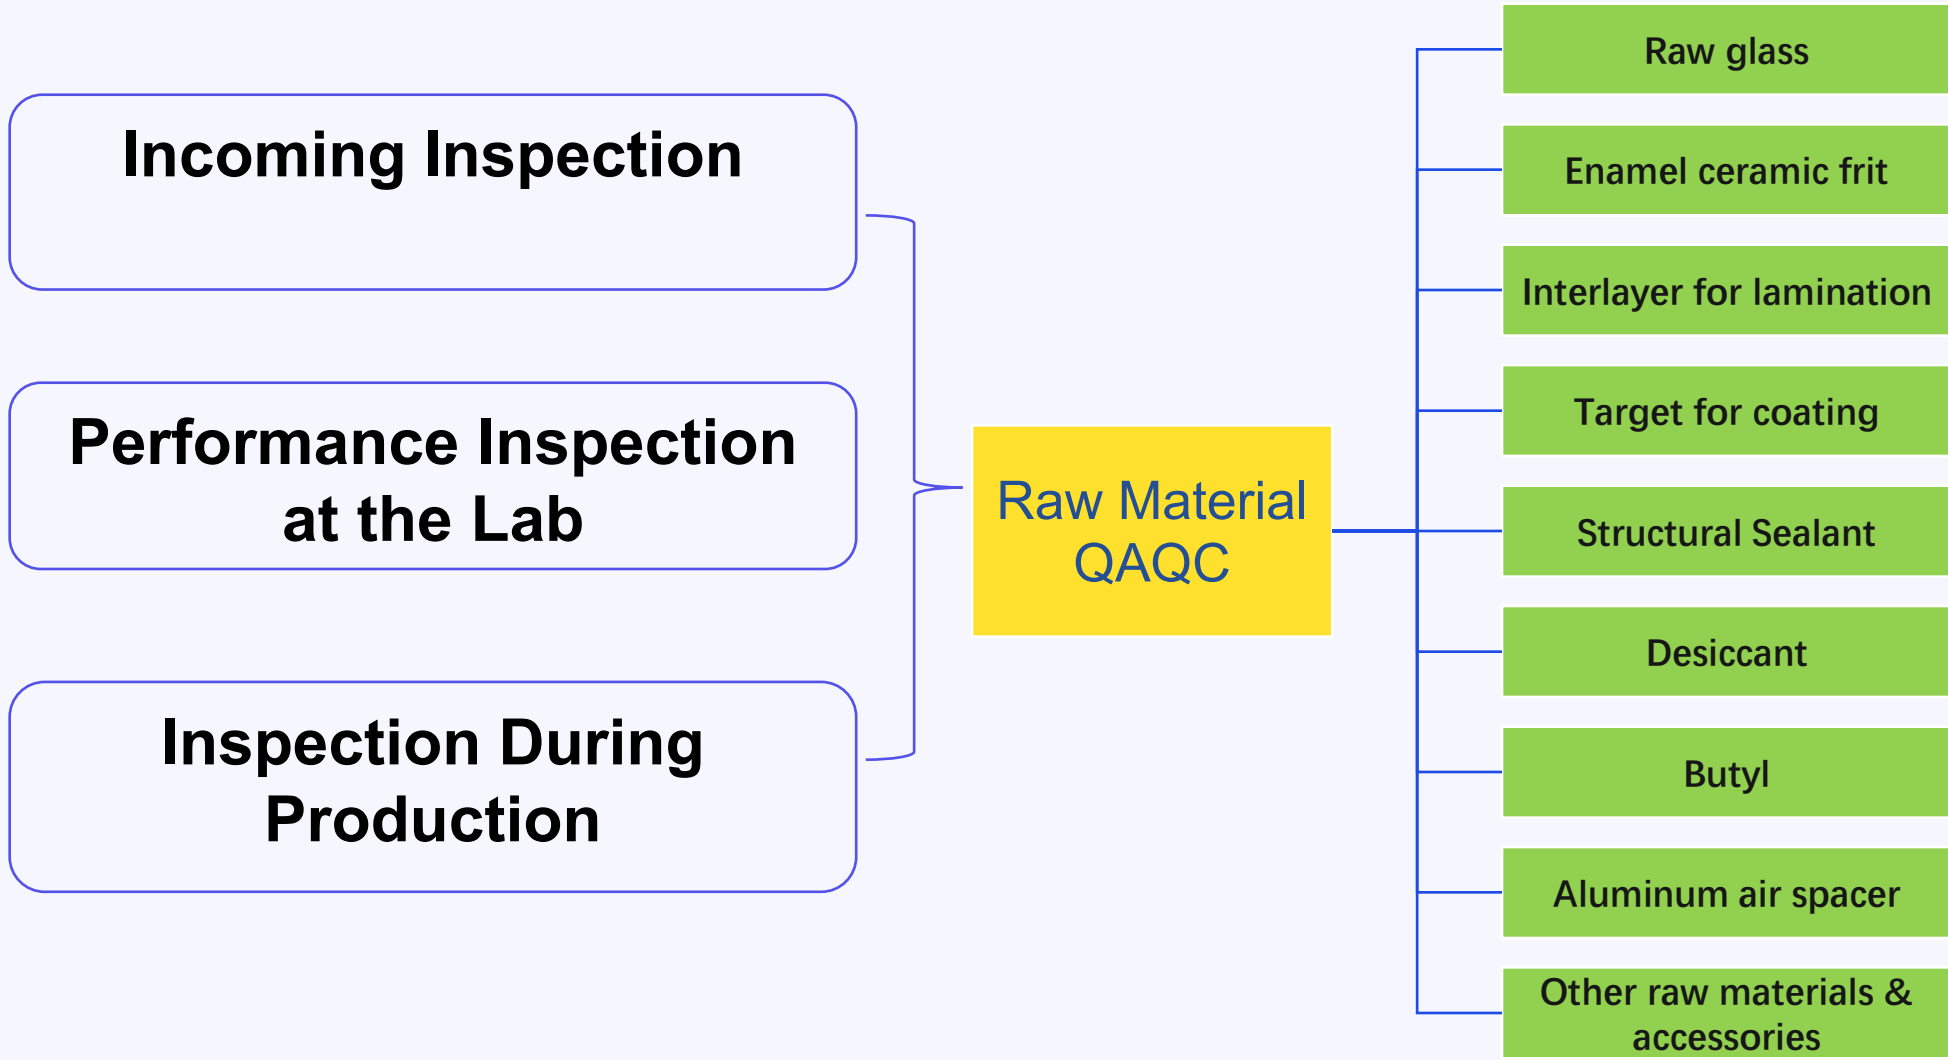 Incoming Inspection
Performance Inspection
at the Lab
Inspection During
Production
Raw Material
QAQC
Raw glass
Enamel ceramic frit
Interlayer for lamination
Target for coating
Structural Sealant
Desiccant
Butyl
Aluminum air spacer
Other raw materials &
accessories